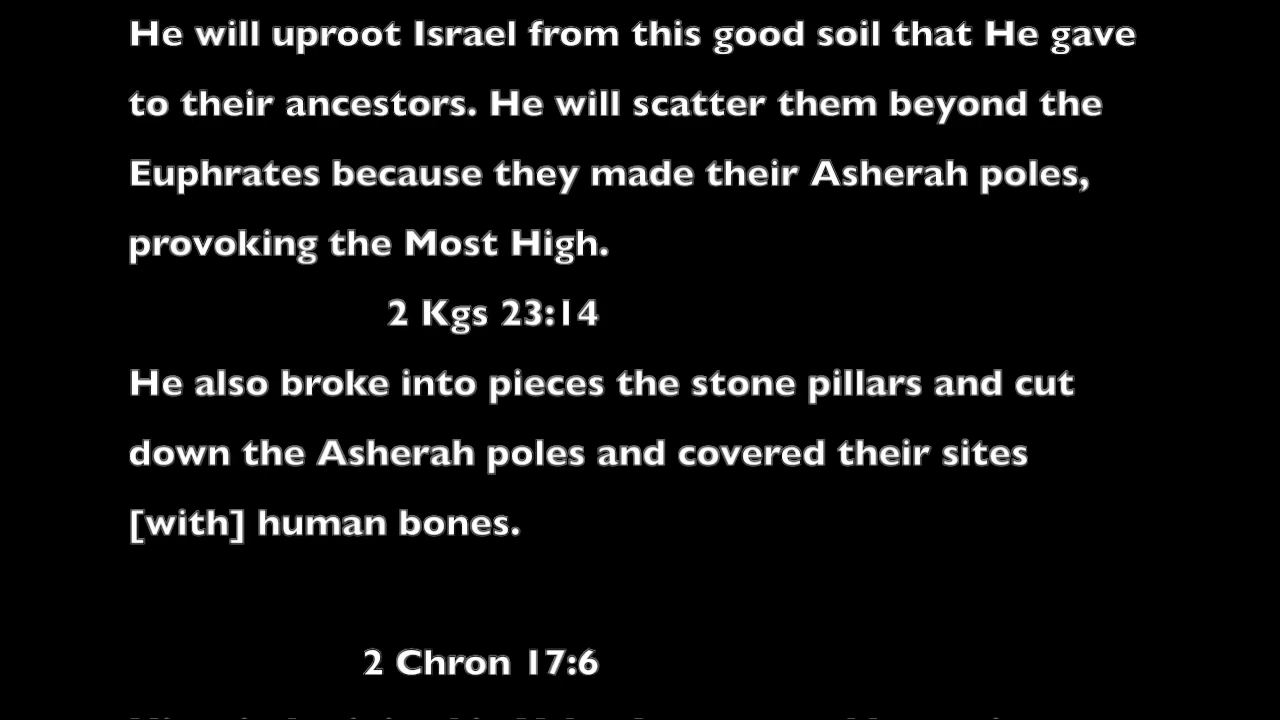 He will uproot Israel from this good soil that He gave
to their ancestors. He will scatter them beyond the
Euphrates because they made their Asherah poles,
provoking the Most High.
2 Kgs 23:14
He also broke into pieces the stone pillars and cut
down the Asherah poles and covered their sites
[with] human bones.
2 Chron 17:6